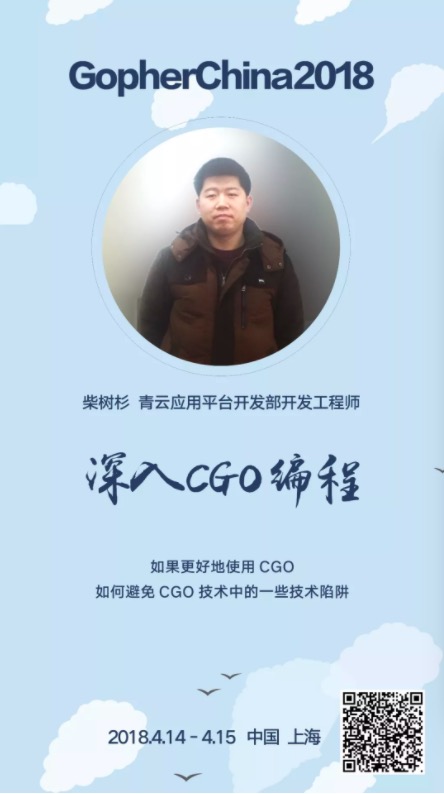 GopherChina2018
柴树杉 青云应用平台开发部开发工程师
深入CGO编程
如果更好地使用 CGO
如何避免 CGO 技术中的一些技术陷阱
2018.4.14 - 4.15 中国 上海